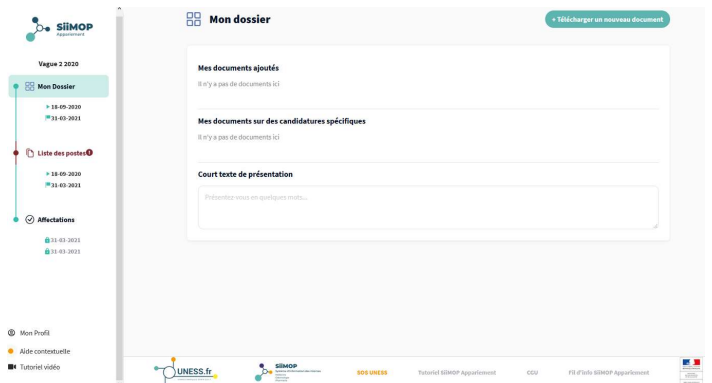 SiiMOP
Appariement
Vague 2 2020
Mon Dossier
18-09-2020
31-03-2021
Liste des postes
18-09-2020
31-03-2021
Affectations
31-03-2021
31-03-2021
Mon Profil
Aide contextuelle
Tutoriel vidéo
Mon dossier
+ Télécharger un nouveau document
Mes documents ajoutés
Il n'y a pas de documents ici
Mes documents sur des candidatures spécifiques
Il n'y a pas de documents ici
Court texte de présentation
Présentez-vous en quelques mots...
UNESS.fr
SiiMOP
SOS UNESS
Tutoriel SiiMOP Appariement
CGU
Fil d'info SiiMOP Appariement